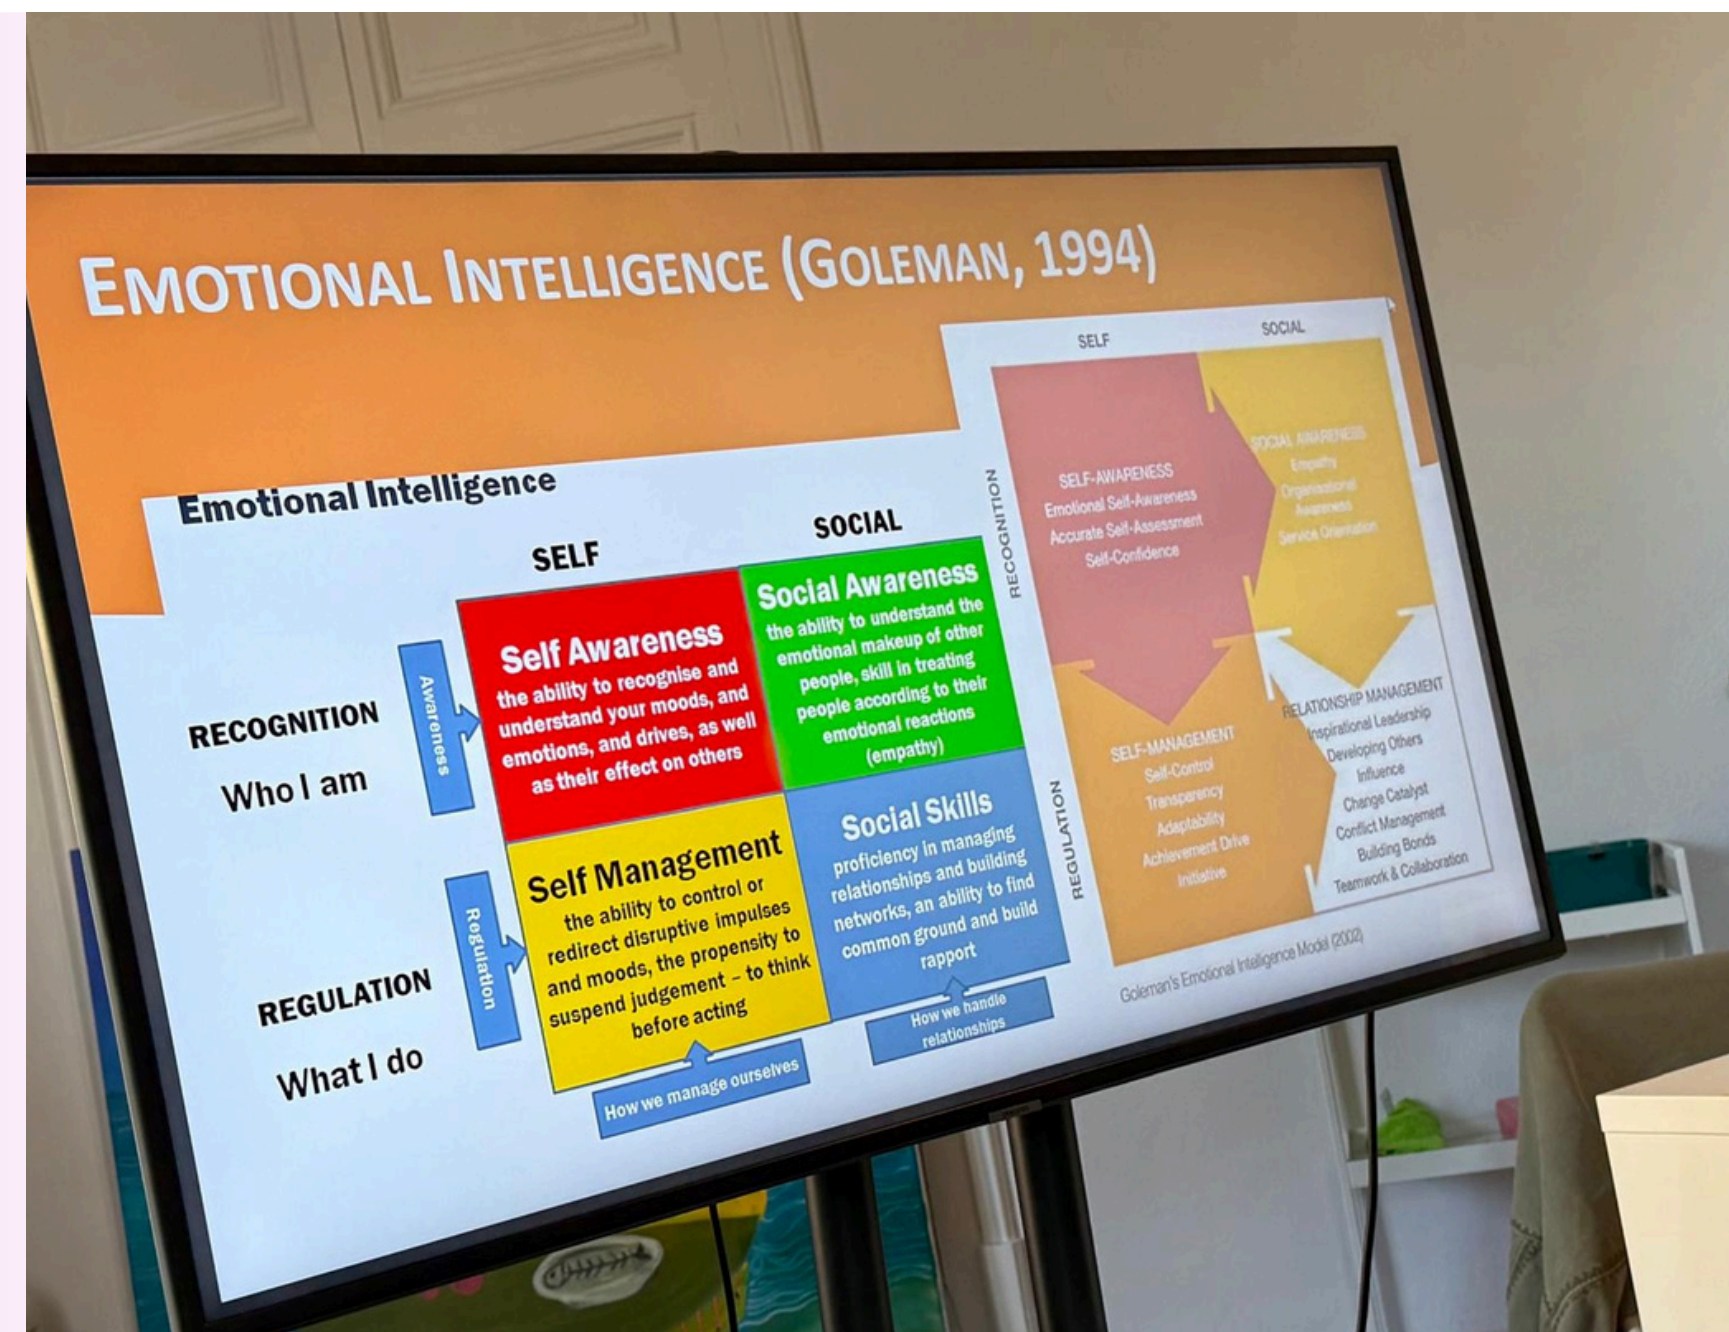 EMOTIONAL INTELLIGENCE (GOLEMAN, 1994)
Emotional Intelligence
SELF
SOCIAL
RECOGNITION
Who I am
Awareness
Self Awareness
the ability to recognise and
understand your moods, and
emotions, and drives, as well
as their effect on others
Social Awareness
the ability to understand the
emotional makeup of other
people, skill in treating
people according to their
emotional reactions
(empathy)
REGULATION
What I do
Regulation
Self Management
the ability to control or
redirect disruptive impulses
and moods, the propensity to
suspend judgement – to think
before acting
Social Skills
proficiency in managing
relationships and building
networks, an ability to find
common ground and build
rapport
How we manage ourselves
How we handle
relationships
SELF
SOCIAL
RECOGNITION
SELF-AWARENESS
Emotional Self-Awareness
Accurate Self-Assessment
Self-Confidence
SOCIAL AWARENESS
Empathy
Organisational
Awareness
Service Orientation
REGULATION
SELF-MANAGEMENT
Self-Control
Transparency
Adaptability
Achievement Drive
Initiative
RELATIONSHIP MANAGEMENT
Inspirational Leadership
Developing Others
Influence
Change Catalyst
Conflict Management
Building Bonds
Teamwork & Collaboration
Goleman's Emotional Intelligence Model (2002)